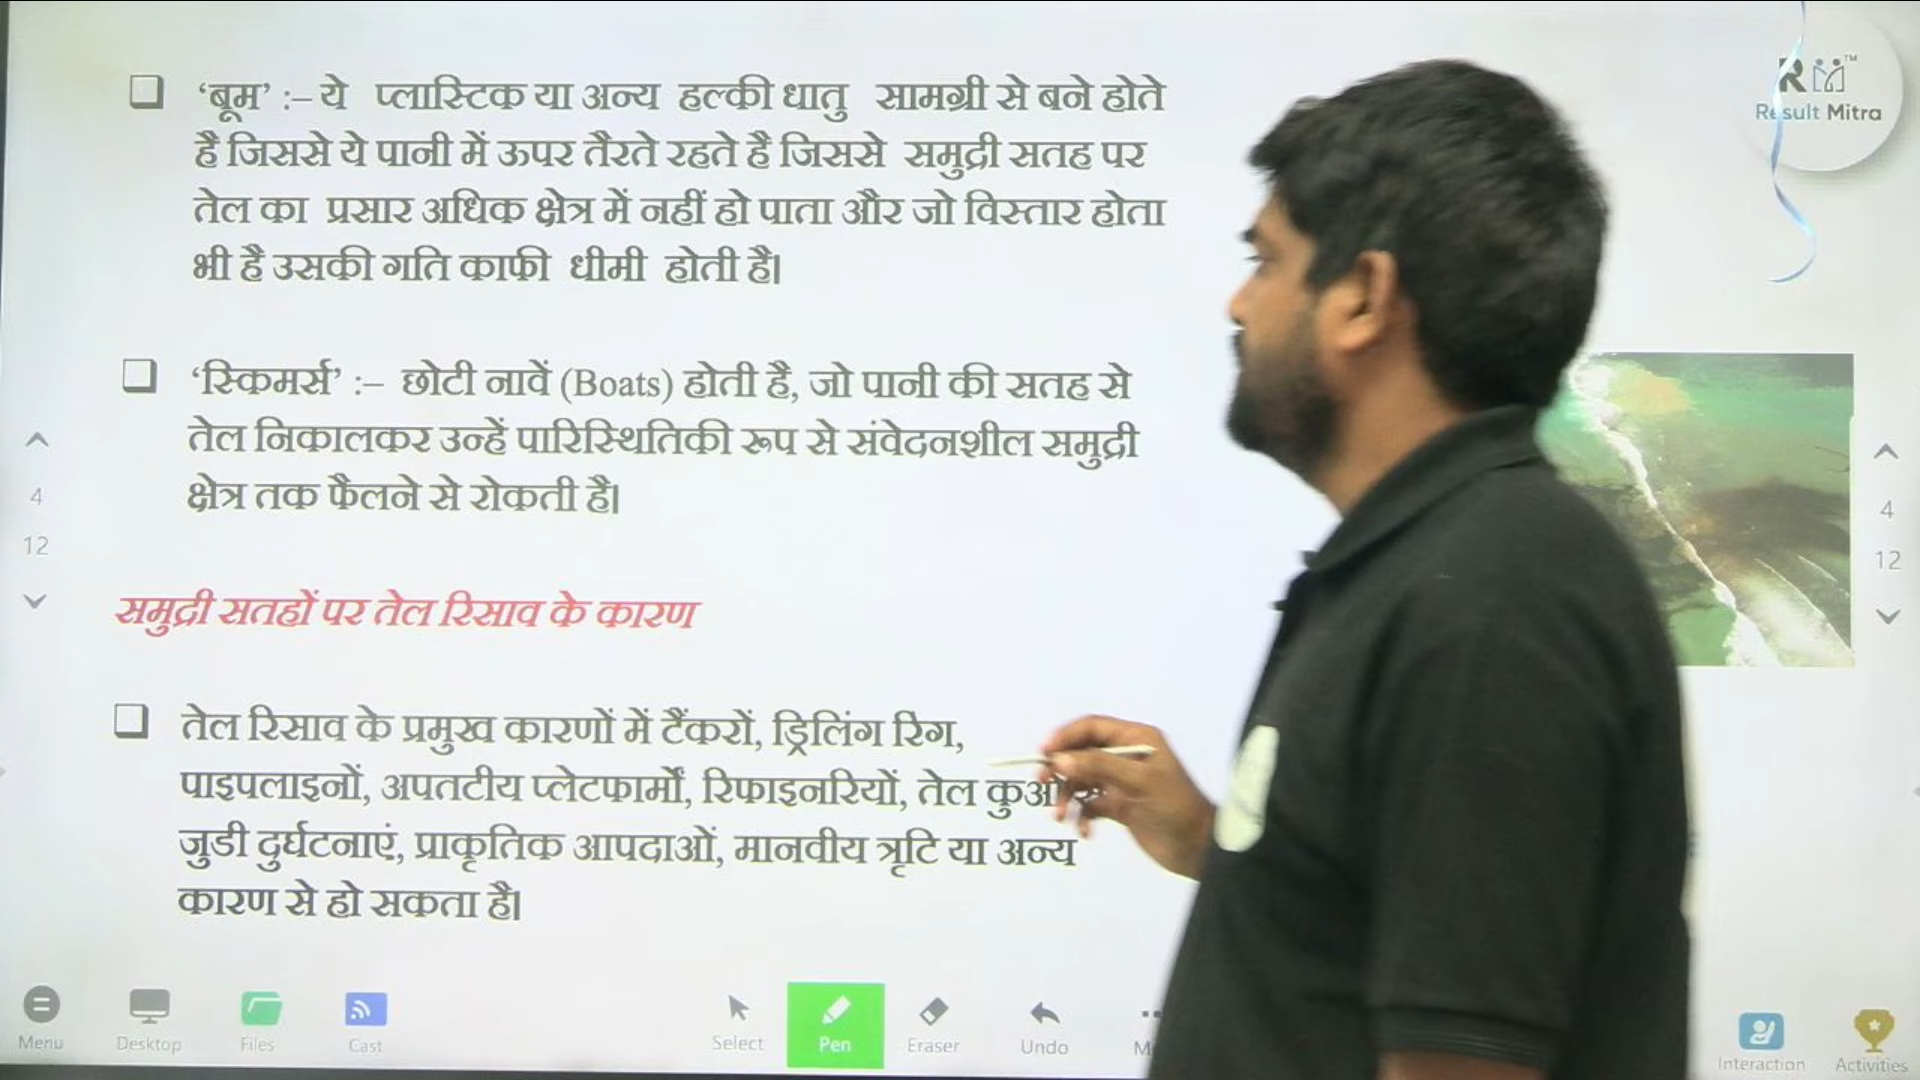 ‘बूम’ :– ये प्लास्टिक या अन्य हल्की धातु सामग्री से बने होते
है जिससे ये पानी में ऊपर तैरते रहते है जिससे समुद्री सतह पर
तेल का प्रसार अधिक क्षेत्र में नहीं हो पाता और जो विस्तार होता
भी है उसकी गति काफी धीमी होती है।
‘स्किमर्स’ :– छोटी नावें (Boats) होती है, जो पानी की सतह से
तेल निकालकर उन्हें पारिस्थितिकी रूप से संवेदनशील समुद्री
क्षेत्र तक फैलने से रोकती है।
समुद्री सतहों पर तेल रिसाव के कारण
तेल रिसाव के प्रमुख कारणों में टैंकरों, ड्रिलिंग रिग,
पाइपलाइनों, अपतटीय प्लेटफार्मों, रिफाइनरियों, तेल
जुडी दुर्घटनाएं, प्राकृतिक आपदाओं, मानवीय त्रृटि या अन्य
कारण से हो सकता है।
RM™
Result Mitra
4
12
4
12
Menu
Desktop
Files
Cast
Select
Pen
Eraser
Undo
Interaction
Activities